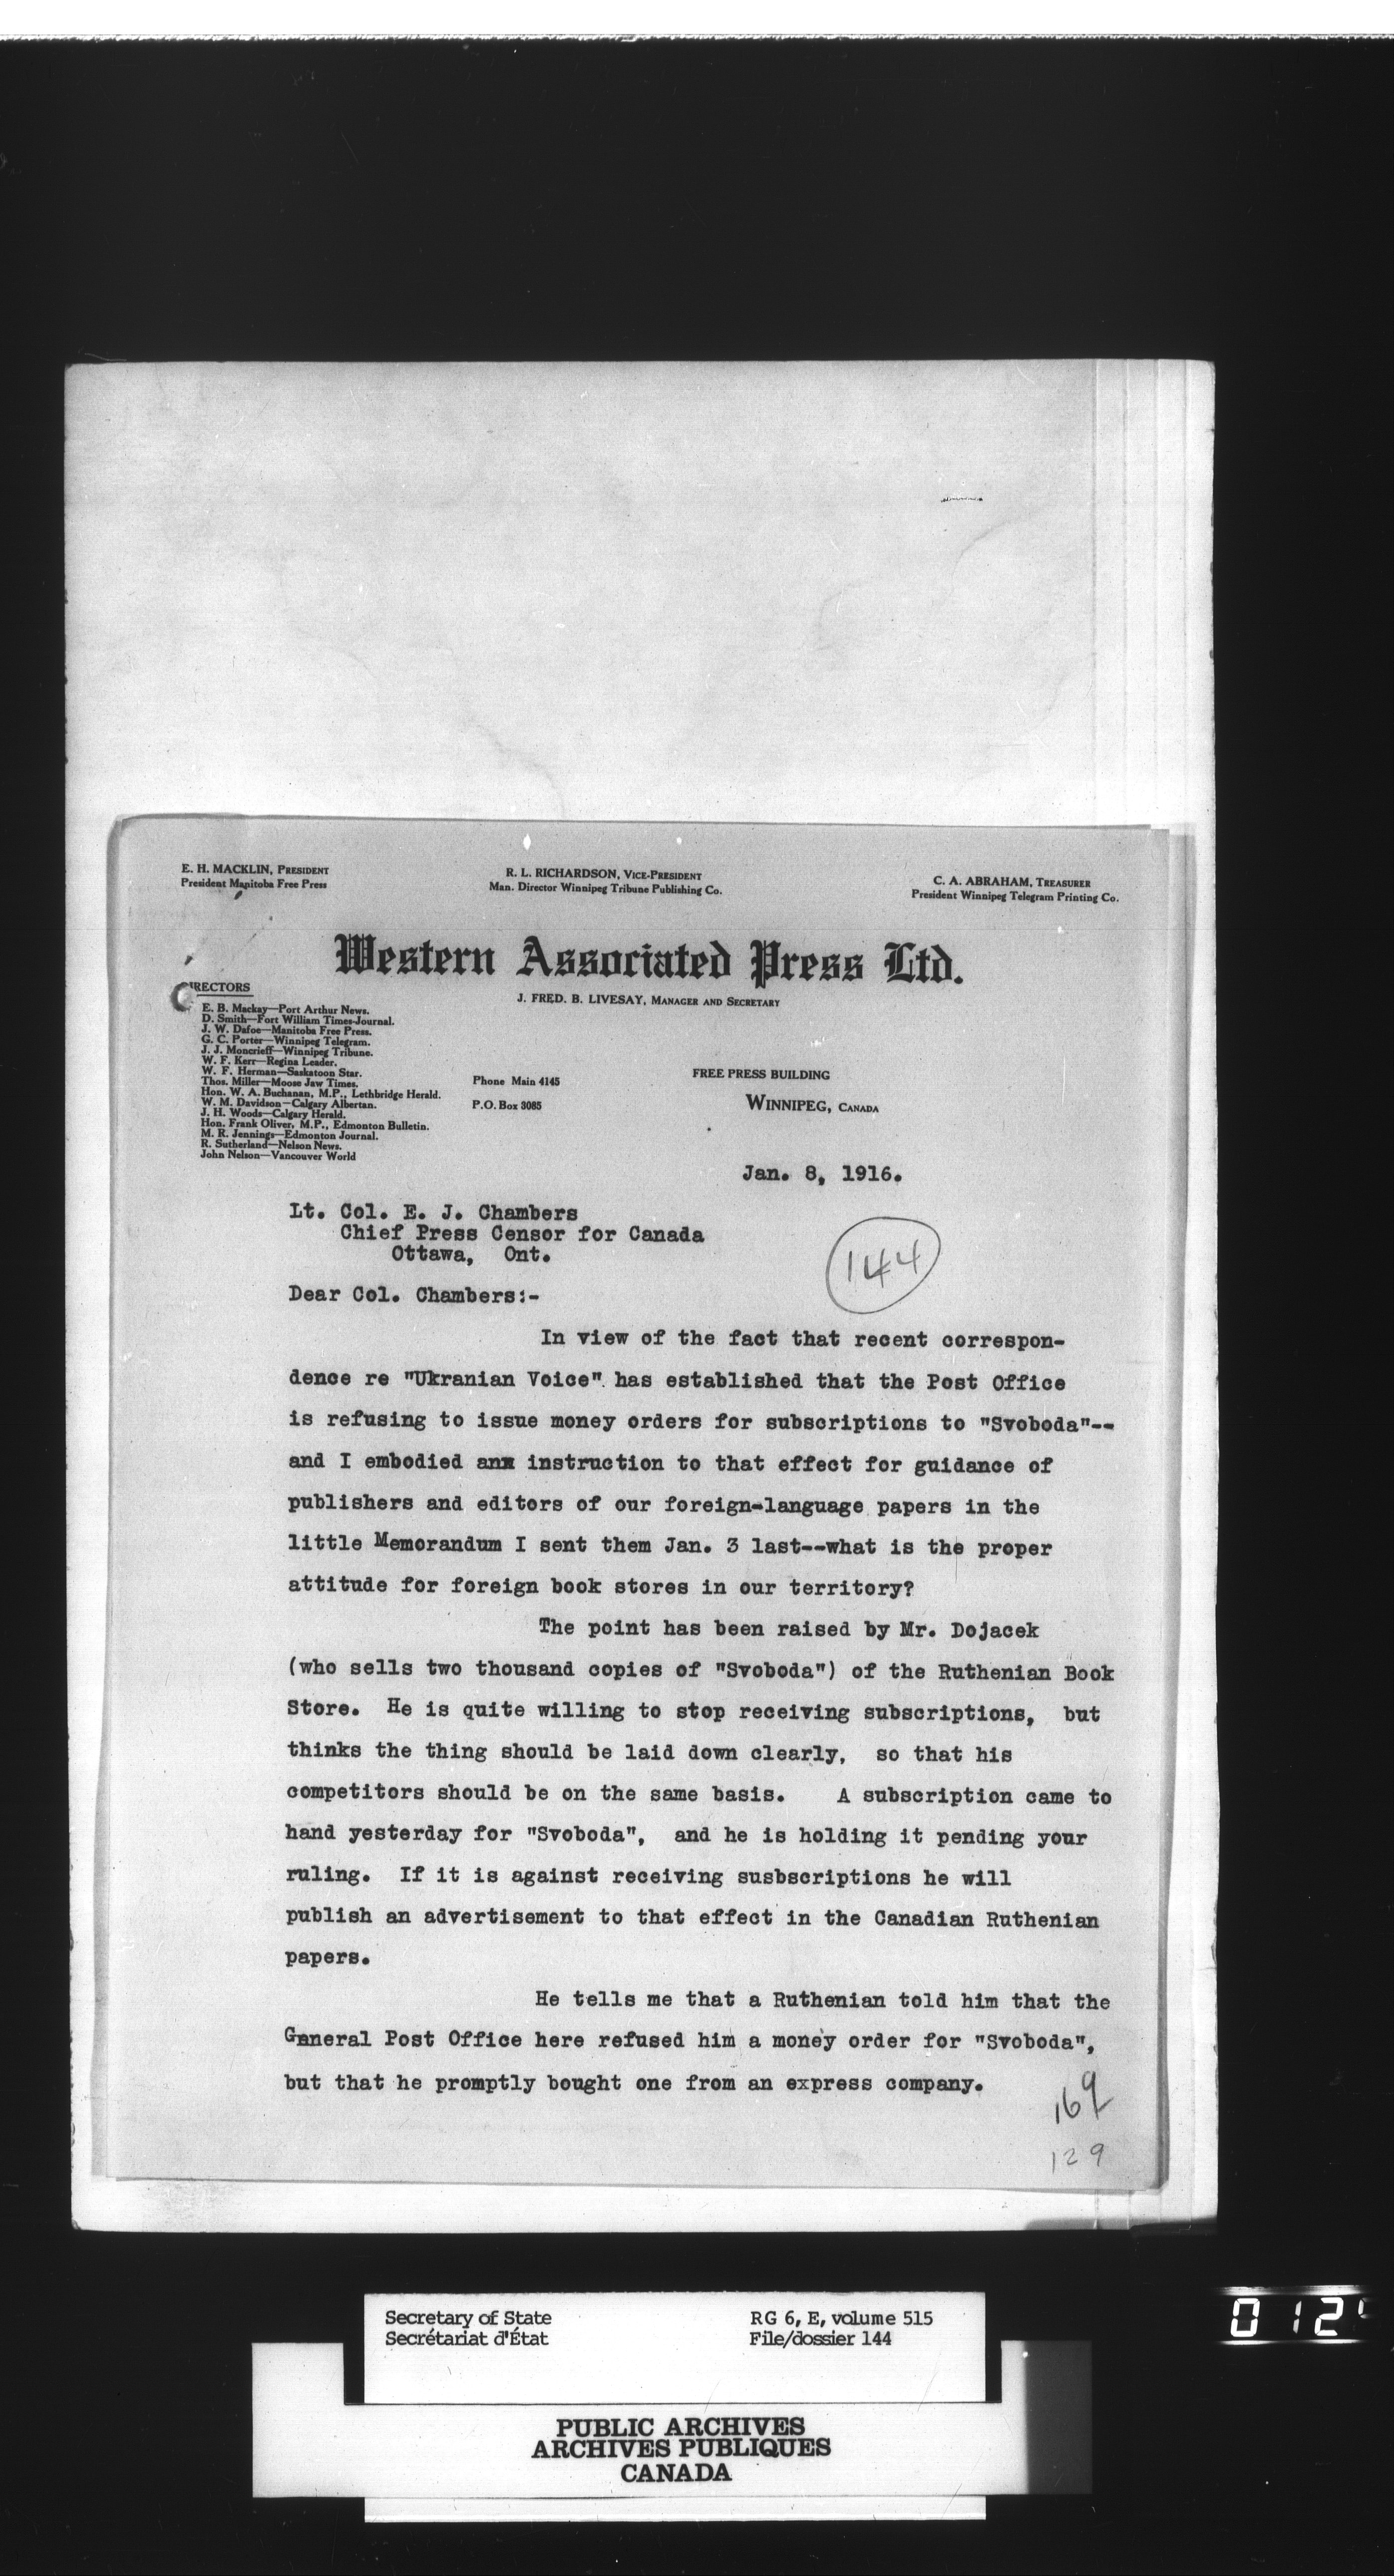 E. H. MACKLIN, PRESIDENT
President Manitoba Free Press
R. L. RICHARDSON, VICE-PRESIDENT
Man. Director Winnipeg Tribune Publishing Co.
C. A. ABRAHAM, TREASURER
President Winnipeg Telegram Printing Co.
Western Associated Press Ltd.
J. FRED. B. LIVESAY, MANAGER AND SECRETARY
DIRECTORS
E. B. Mackay—Port Arthur News.
D. Smith—Fort William Times-Journal.
J. W. Dafoe—Manitoba Free Press.
G. C. Porter—Winnipeg Telegram.
J. J. Moncrieff—Winnipeg Tribune.
W. F. Kerr—Regina Leader.
W. F. Herman—Saskatoon Star.
Thos. Miller—Moose Jaw Times.
Hon. W. A. Buchanan, M.P., Lethbridge Herald.
W. M. Davidson—Calgary Albertan.
J. H. Woods—Calgary Herald.
Hon. Frank Oliver, M.P., Edmonton Bulletin.
M. R. Jennings—Edmonton Journal.
R. Sutherland—Nelson News.
John Nelson—Vancouver World
Phone Main 4145
P.O. Box 3085
FREE PRESS BUILDING
WINNIPEG, CANADA
Jan. 8, 1916.
Lt. Col. E. J. Chambers
Chief Press Censor for Canada
Ottawa, Ont.
144
Dear Col. Chambers:-
In view of the fact that recent correspon-
dence re "Ukranian Voice" has established that the Post Office
is refusing to issue money orders for subscriptions to "Svoboda"--
and I embodied anx instruction to that effect for guidance of
publishers and editors of our foreign-language papers in the
little Memorandum I sent them Jan. 3 last--what is the proper
attitude for foreign book stores in our territory?
The point has been raised by Mr. Dojacek
(who sells two thousand copies of "Svoboda") of the Ruthenian Book
Store. He is quite willing to stop receiving subscriptions, but
thinks the thing should be laid down clearly, so that his
competitors should be on the same basis. A subscription came to
hand yesterday for "Svoboda", and he is holding it pending your
ruling. If it is against receiving susbscriptions he will
publish an advertisement to that effect in the Canadian Ruthenian
papers.
He tells me that a Ruthenian told him that the
General Post Office here refused him a money order for "Svoboda",
but that he promptly bought one from an express company.
169
129
Secretary of State
Secrétariat d'État
RG 6, E, volume 515
File/dossier 144
PUBLIC ARCHIVES
ARCHIVES PUBLIQUES
CANADA
012